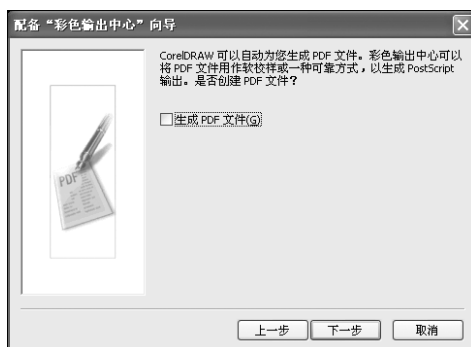 配备“彩色输出中心”向导
CorelDRAW 可以自动为您生成 PDF 文件。彩色输出中心可以
将 PDF 文件用作软校样或一种可靠方式，以生成 PostScript
输出。是否创建 PDF 文件？
生成 PDF 文件(G)
PDF
上一步 下一步 取消